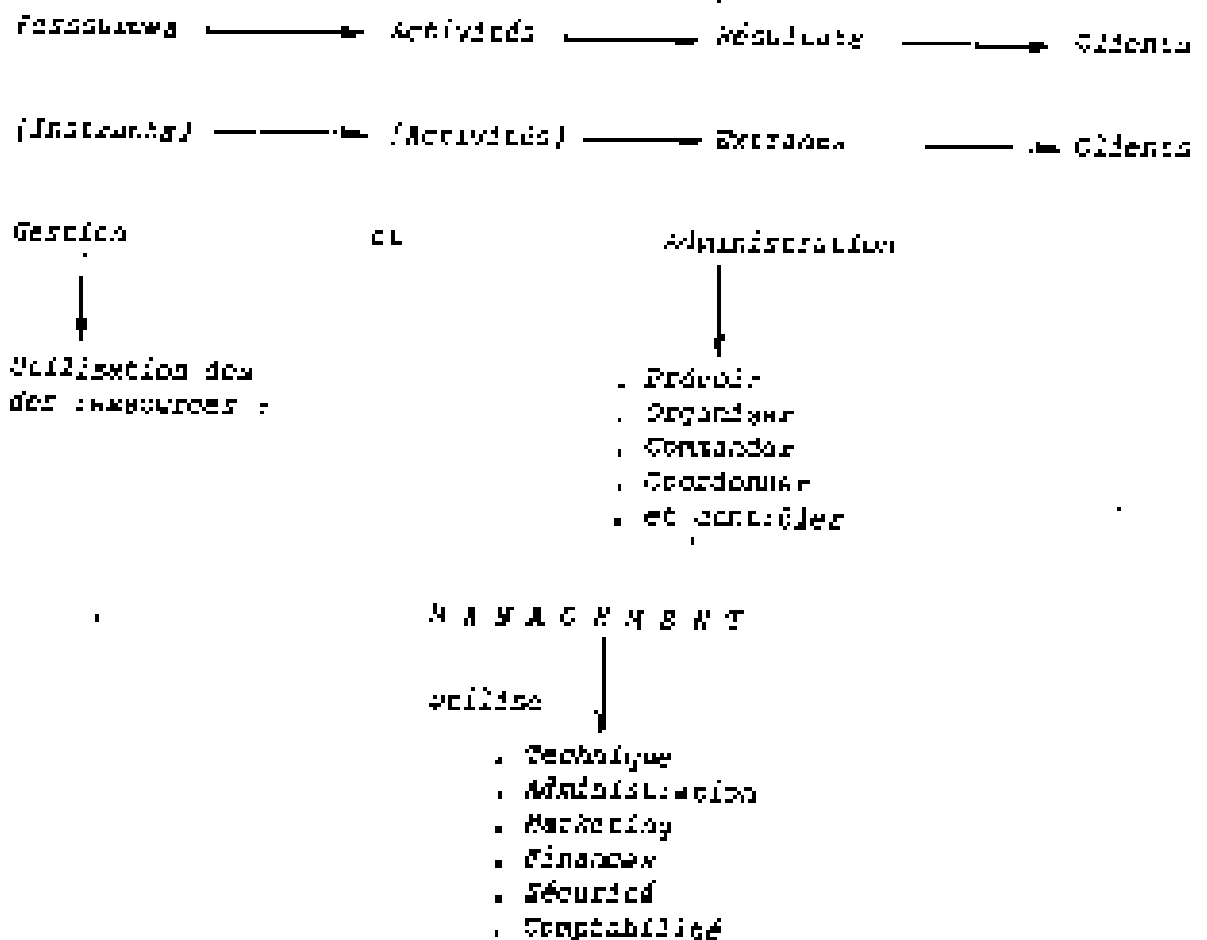 Ressources → Activités → Résultats → Clients
(Intrants) → (Activités) → Extrants → Clients
Gestion et Administration
Utilisation des
des ressources :
. Prévoir
. Organiser
. Commander
. Coordonner
. et contrôler
MANAGEMENT
utilise
. Technique
. Administration
. Marketing
. Finances
. Sécurité
. Comptabilité